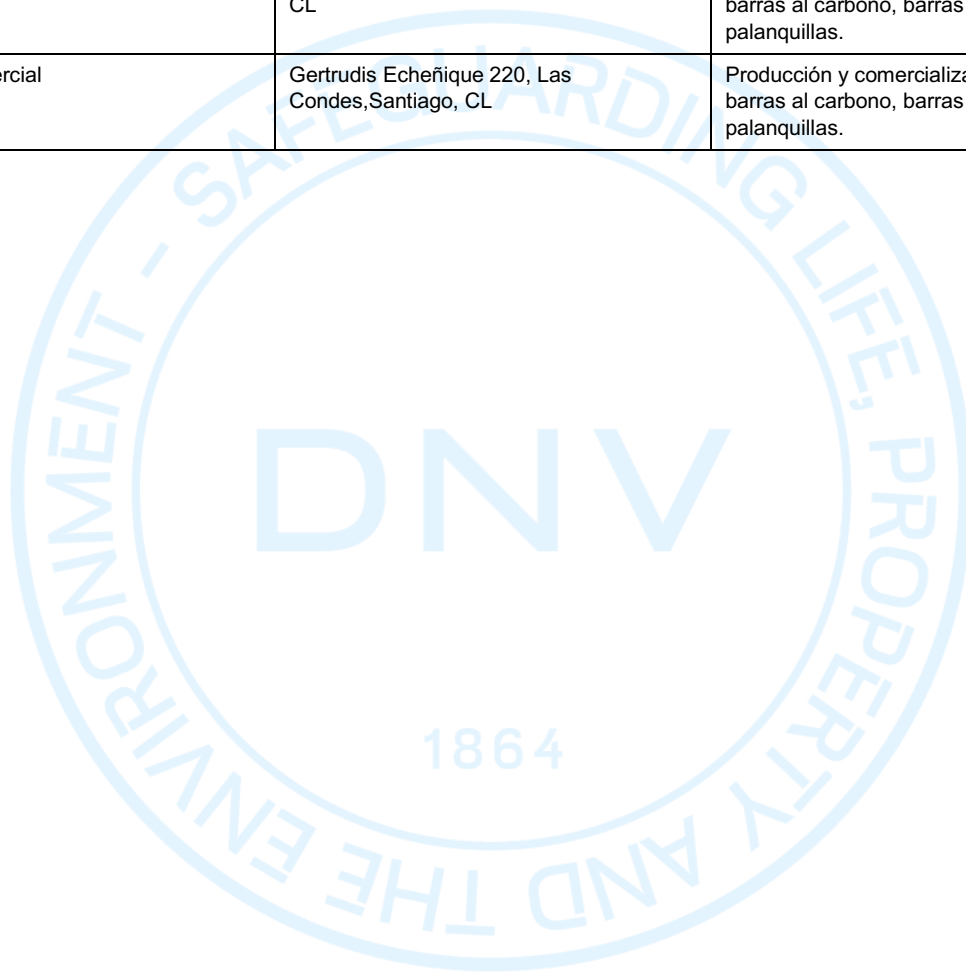 CL
barras al carbono, barras
palanquillas.
ercial
Gertrudis Echeñique 220, Las
Condes,Santiago, CL
Producción y comercializa
barras al carbono, barras
palanquillas.
SAFEGUARDING LIFE, PROPERTY AND THE ENVIRONMENT -
DNV
1864